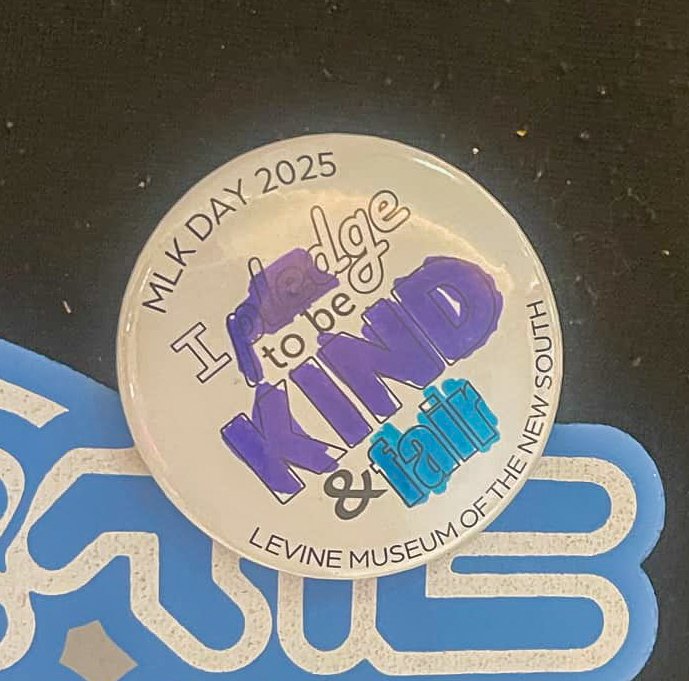 MLK DAY 2025
I pledge
to be
KIND
& fair
LEVINE MUSEUM OF THE NEW SOUTH